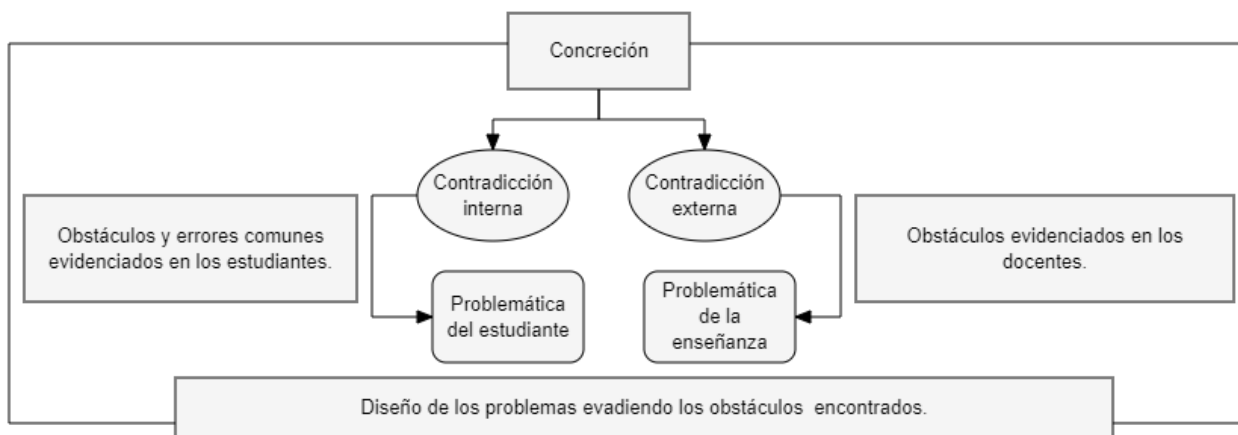 Concreción
Contradicción
interna
Contradicción
externa
Obstáculos y errores comunes
evidenciados en los estudiantes.
Obstáculos evidenciados en los
docentes.
Problemática
del estudiante
Problemática
de la
enseñanza
Diseño de los problemas evadiendo los obstáculos encontrados.